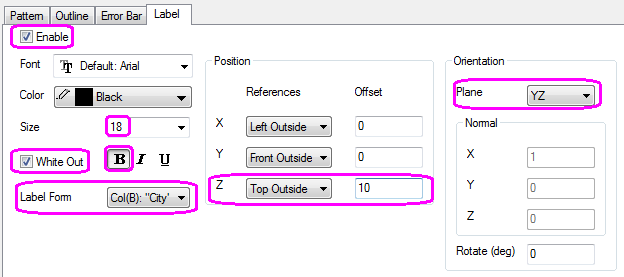 Pattern Outline Error Bar Label
Enable
Font Default: Arial
Color Black
Size 18
White Out B I U
Label Form Col(B): "City'
Position
References Offset
X Left Outside 0
Y Front Outside 0
Z Top Outside 10
Orientation
Plane YZ
Normal
X 1
Y 0
Z 0
Rotate (deg) 0